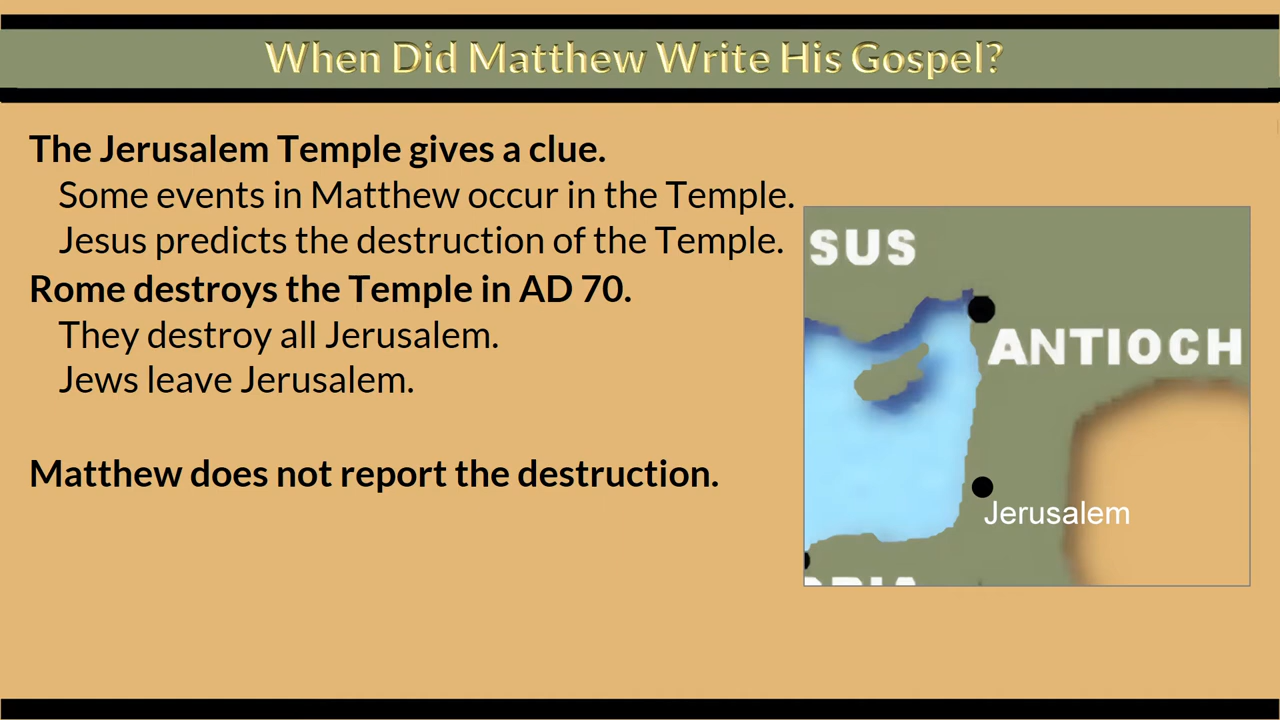 When Did Matthew Write His Gospel?
The Jerusalem Temple gives a clue.
Some events in Matthew occur in the Temple.
Jesus predicts the destruction of the Temple.
Rome destroys the Temple in AD 70.
They destroy all Jerusalem.
Jews leave Jerusalem.
Matthew does not report the destruction.
SUS
ANTIOCH
Jerusalem